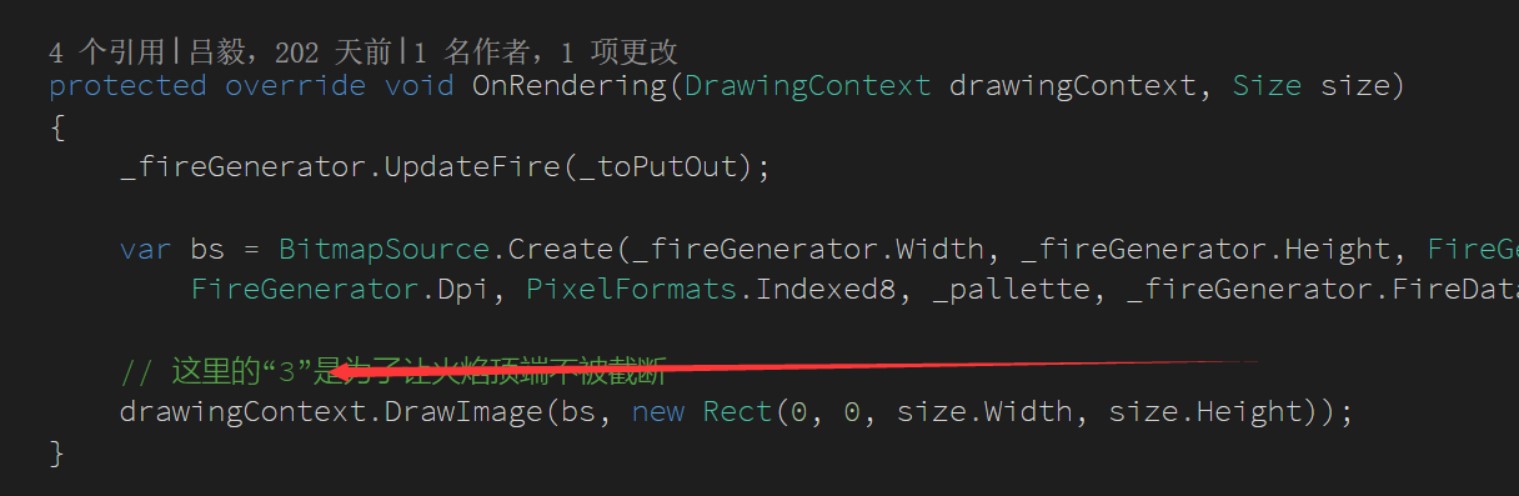 4 个引用|吕毅，202 天前|1 名作者，1 项更改
protected override void OnRendering(DrawingContext drawingContext, Size size)
{
_fireGenerator.UpdateFire(_toPutOut);
var bs = BitmapSource.Create(_fireGenerator.Width, _fireGenerator.Height, FireGe
FireGenerator.Dpi, PixelFormats.Indexed8, _pallette, _fireGenerator.FireData
// 这里的“3”是为了让火焰顶端不被截断
drawingContext.DrawImage(bs, new Rect(0, 0, size.Width, size.Height));
}